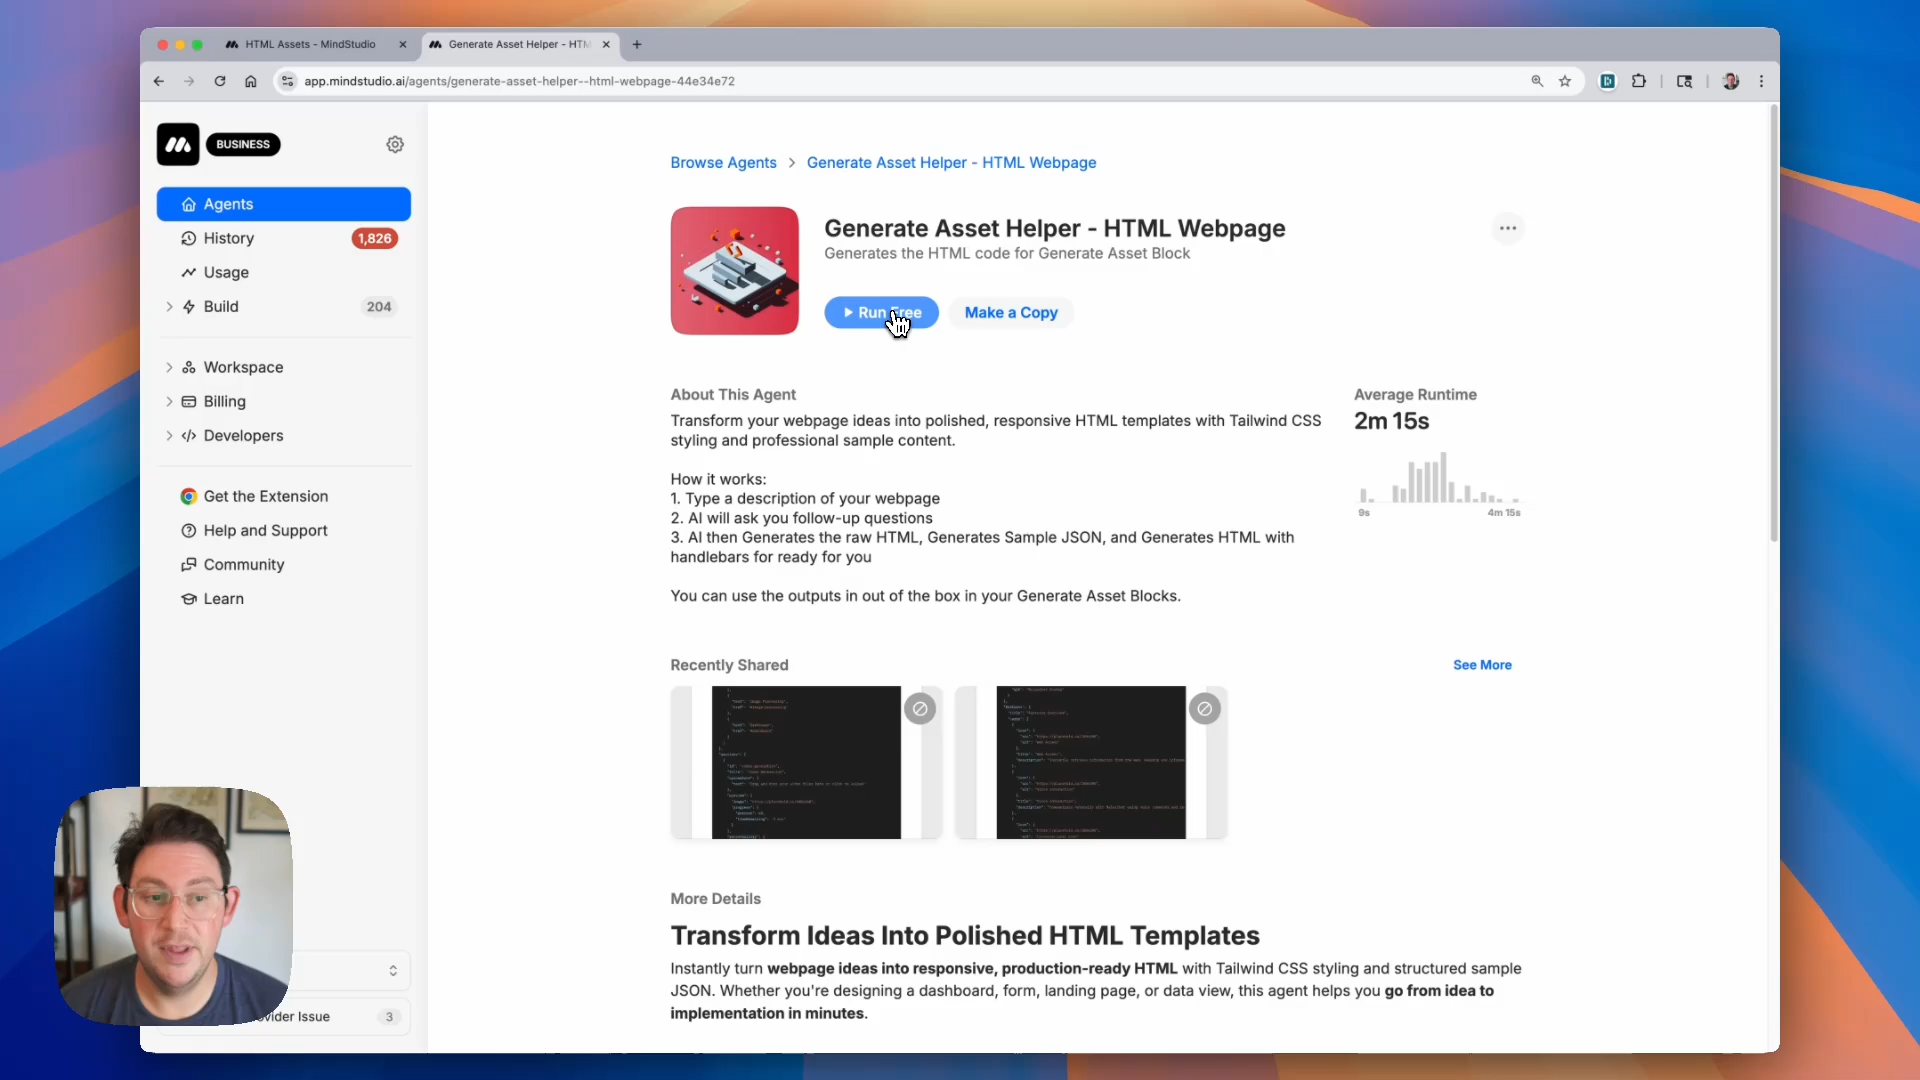 HTML Assets - MindStudio
Generate Asset Helper - HTM
app.mindstudio.ai/agents/generate-asset-helper--html-webpage-44e34e72
BUSINESS
Agents
History 1,826
Usage
Build 204
Workspace
Billing
Developers
Get the Extension
Help and Support
Community
Learn
vider Issue 3
Browse Agents > Generate Asset Helper - HTML Webpage
Generate Asset Helper - HTML Webpage
Generates the HTML code for Generate Asset Block
Run Free Make a Copy
About This Agent
Transform your webpage ideas into polished, responsive HTML templates with Tailwind CSS
styling and professional sample content.
How it works:
1. Type a description of your webpage
2. AI will ask you follow-up questions
3. AI then Generates the raw HTML, Generates Sample JSON, and Generates HTML with
handlebars for ready for you
You can use the outputs in out of the box in your Generate Asset Blocks.
Average Runtime
2m 15s
9s 4m 15s
Recently Shared
See More
More Details
Transform Ideas Into Polished HTML Templates
Instantly turn webpage ideas into responsive, production-ready HTML with Tailwind CSS styling and structured sample
JSON. Whether you're designing a dashboard, form, landing page, or data view, this agent helps you go from idea to
implementation in minutes.